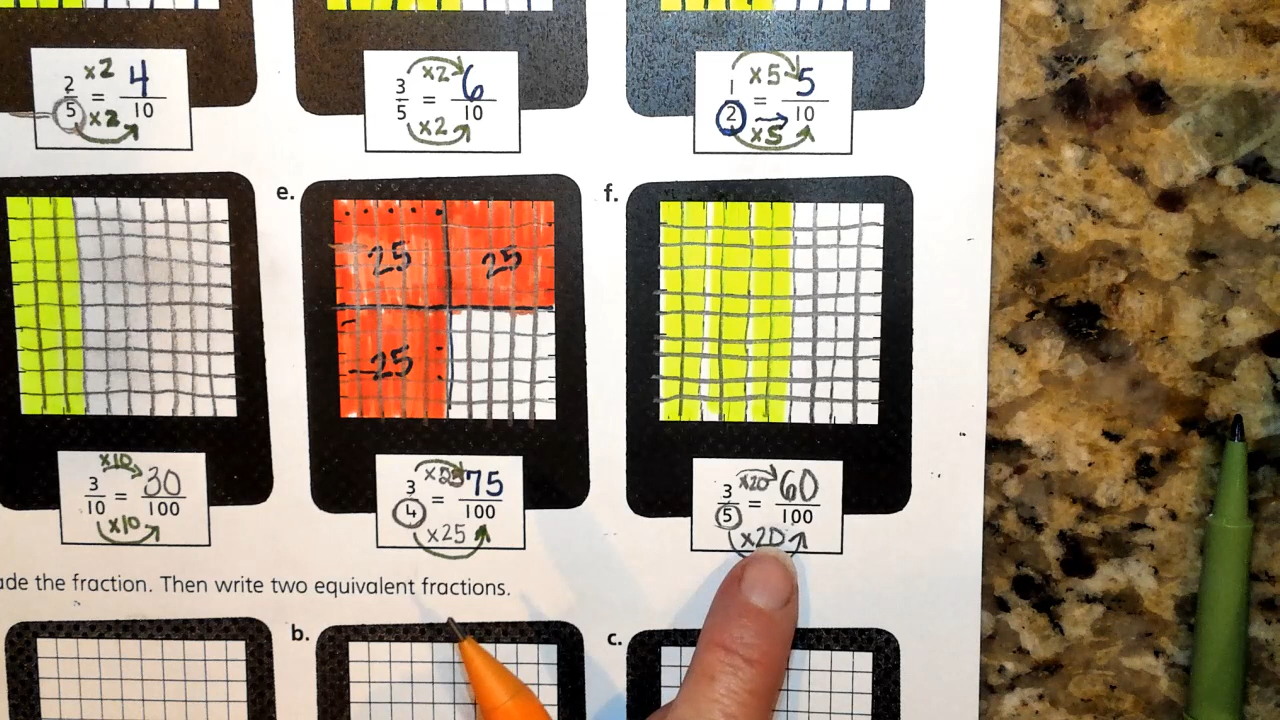 ×2 4
2/5 = /10
×2
×2 6
3/5 = /10
×2
×5 5
1/2 = /10
×5
e.
25 25
25
f.
×10 30
3/10 = /100
×10
×25 75
3/4 = /100
×25
×20 60
3/5 = /100
×20
ade the fraction. Then write two equivalent fractions.
b.
c.